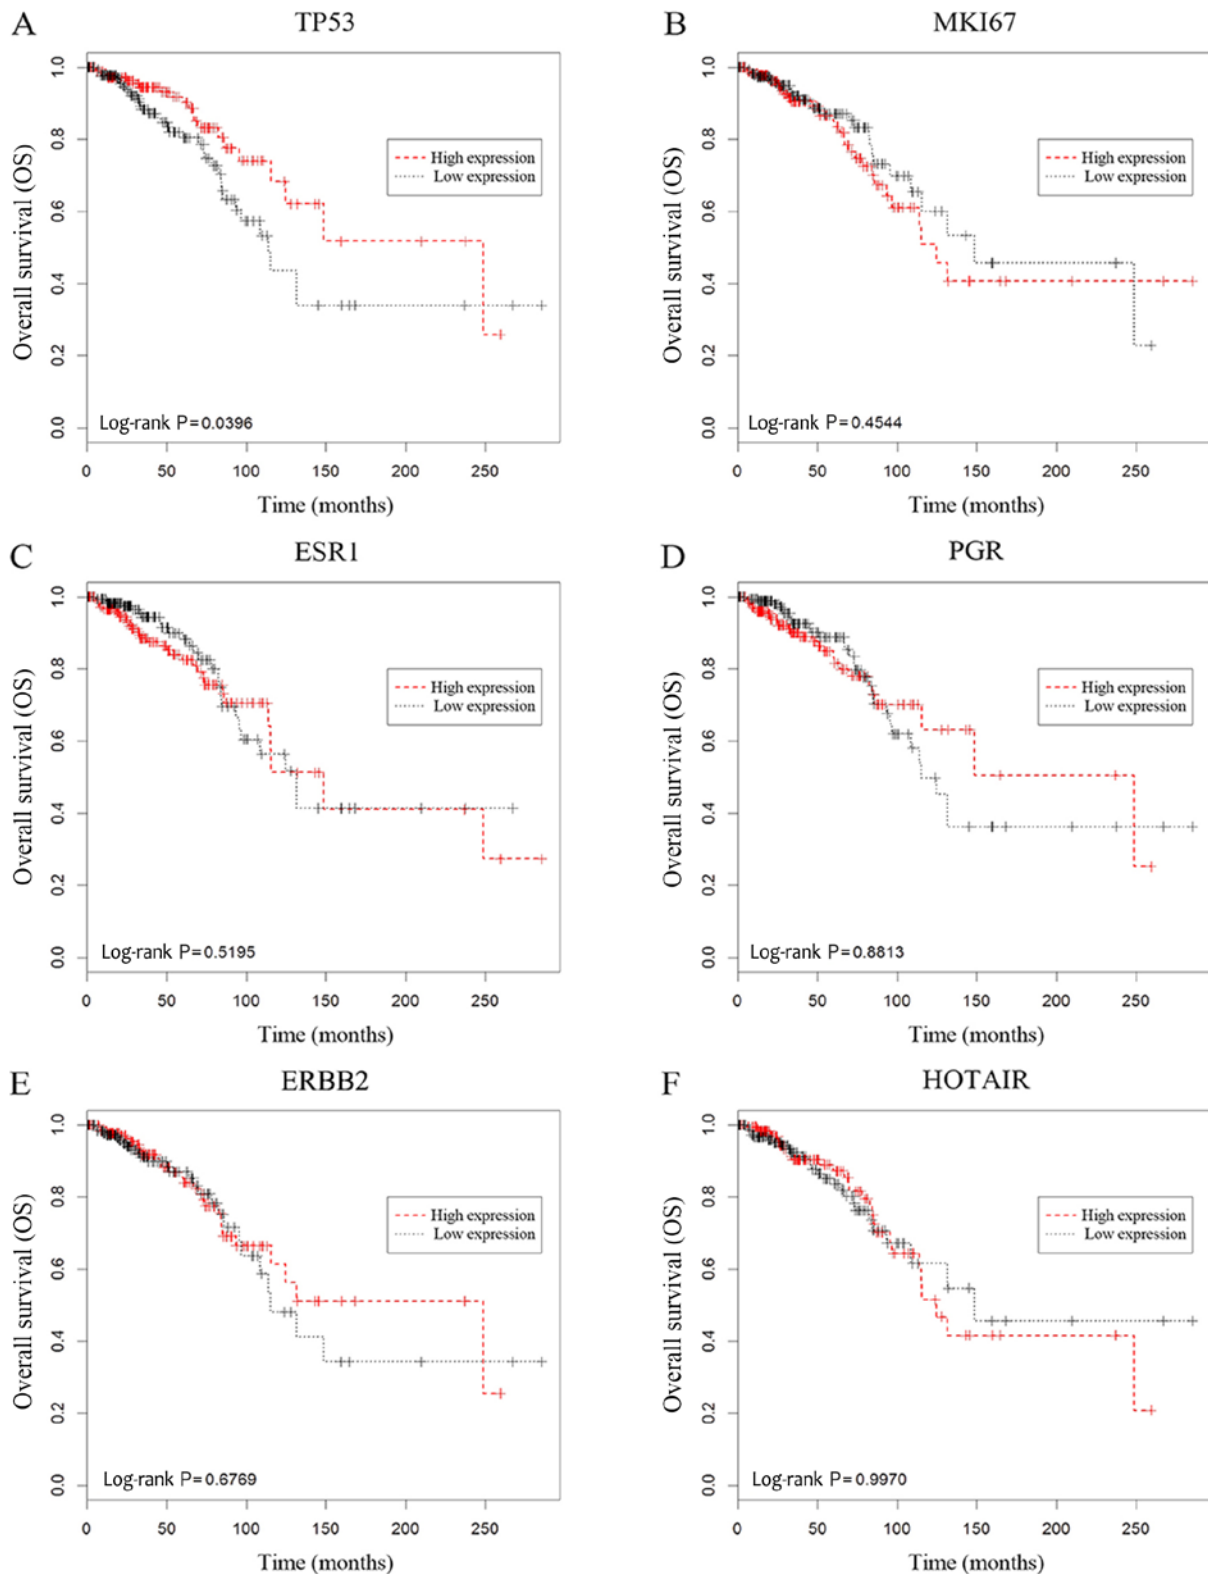 A TP53
Overall survival (OS)
1.0
0.8
0.6
0.4
0.2
0.0
High expression
Low expression
Log-rank P=0.0396
0 50 100 150 200 250
Time (months)
B MKI67
Overall survival (OS)
1.0
0.8
0.6
0.4
0.2
0.0
High expression
Low expression
Log-rank P=0.4544
0 50 100 150 200 250
Time (months)
C ESR1
Overall survival (OS)
1.0
0.8
0.6
0.4
0.2
0.0
High expression
Low expression
Log-rank P=0.5195
0 50 100 150 200 250
Time (months)
D PGR
Overall survival (OS)
1.0
0.8
0.6
0.4
0.2
0.0
High expression
Low expression
Log-rank P=0.8813
0 50 100 150 200 250
Time (months)
E ERBB2
Overall survival (OS)
1.0
0.8
0.6
0.4
0.2
0.0
High expression
Low expression
Log-rank P=0.6769
0 50 100 150 200 250
Time (months)
F HOTAIR
Overall survival (OS)
1.0
0.8
0.6
0.4
0.2
0.0
High expression
Low expression
Log-rank P=0.9970
0 50 100 150 200 250
Time (months)